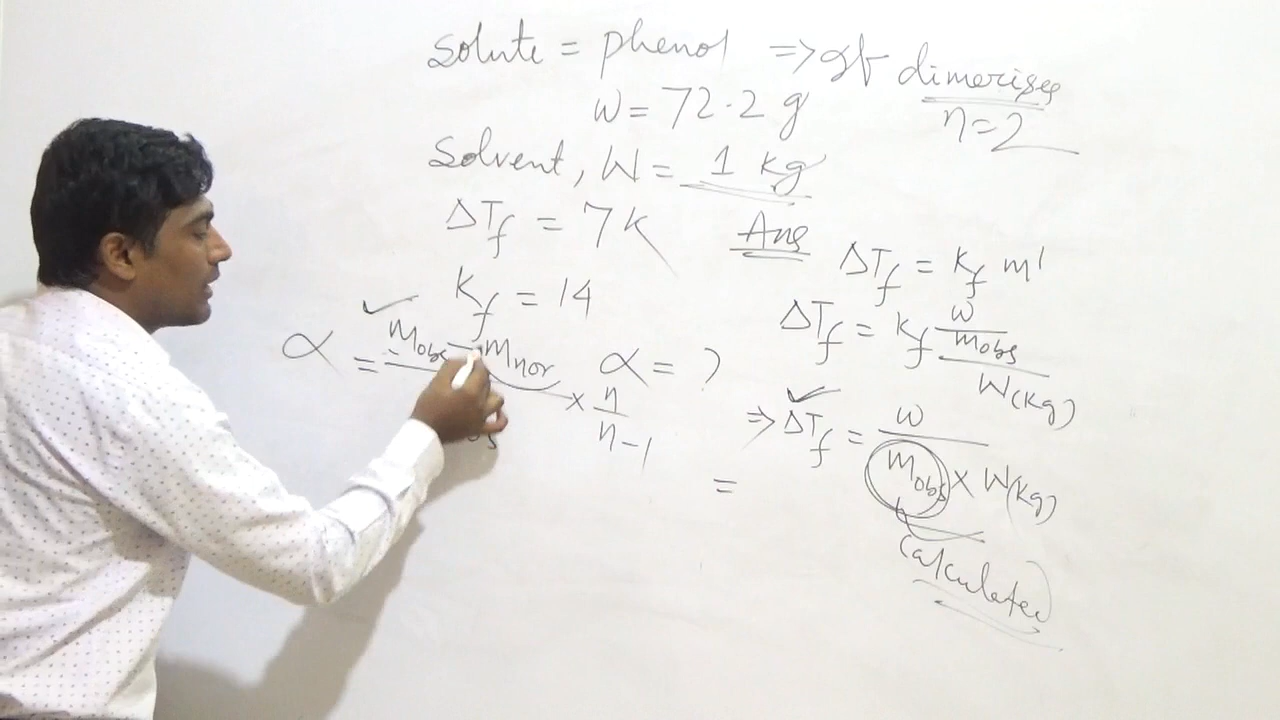 solute = phenol ⇒ It dimerises
w = 72.2 g
n=2
Solvent, W = 1 kg
ΔTf = 7K
Ans
ΔTf = Kf m'
Kf = 14
ΔTf = Kf w
mobs
W(kg)
α = mobs - mnor
× n
n-1
α = ?
⇒ ΔTf = w
mobs × W(kg)
=
calculated